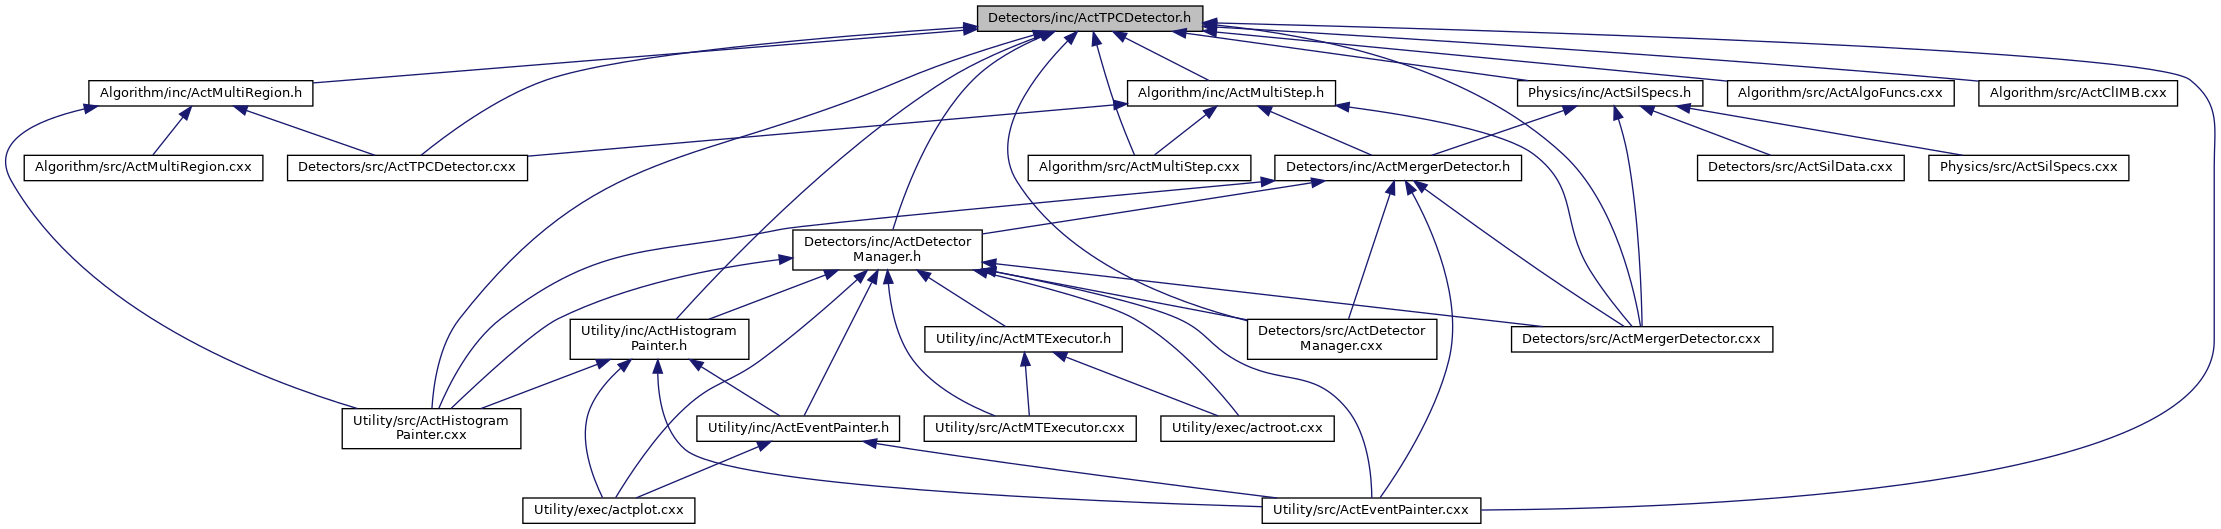 Detectors/inc/ActTPCDetector.h
Algorithm/inc/ActMultiRegion.h
Algorithm/inc/ActMultiStep.h
Physics/inc/ActSilSpecs.h
Algorithm/src/ActAlgoFuncs.cxx
Algorithm/src/ActClIMB.cxx
Algorithm/src/ActMultiRegion.cxx
Detectors/src/ActTPCDetector.cxx
Algorithm/src/ActMultiStep.cxx
Detectors/inc/ActMergerDetector.h
Detectors/src/ActSilData.cxx
Physics/src/ActSilSpecs.cxx
Detectors/inc/ActDetector
Manager.h
Utility/inc/ActHistogram
Painter.h
Utility/inc/ActMTExecutor.h
Detectors/src/ActDetector
Manager.cxx
Detectors/src/ActMergerDetector.cxx
Utility/src/ActHistogram
Painter.cxx
Utility/inc/ActEventPainter.h
Utility/src/ActMTExecutor.cxx
Utility/exec/actroot.cxx
Utility/exec/actplot.cxx
Utility/src/ActEventPainter.cxx